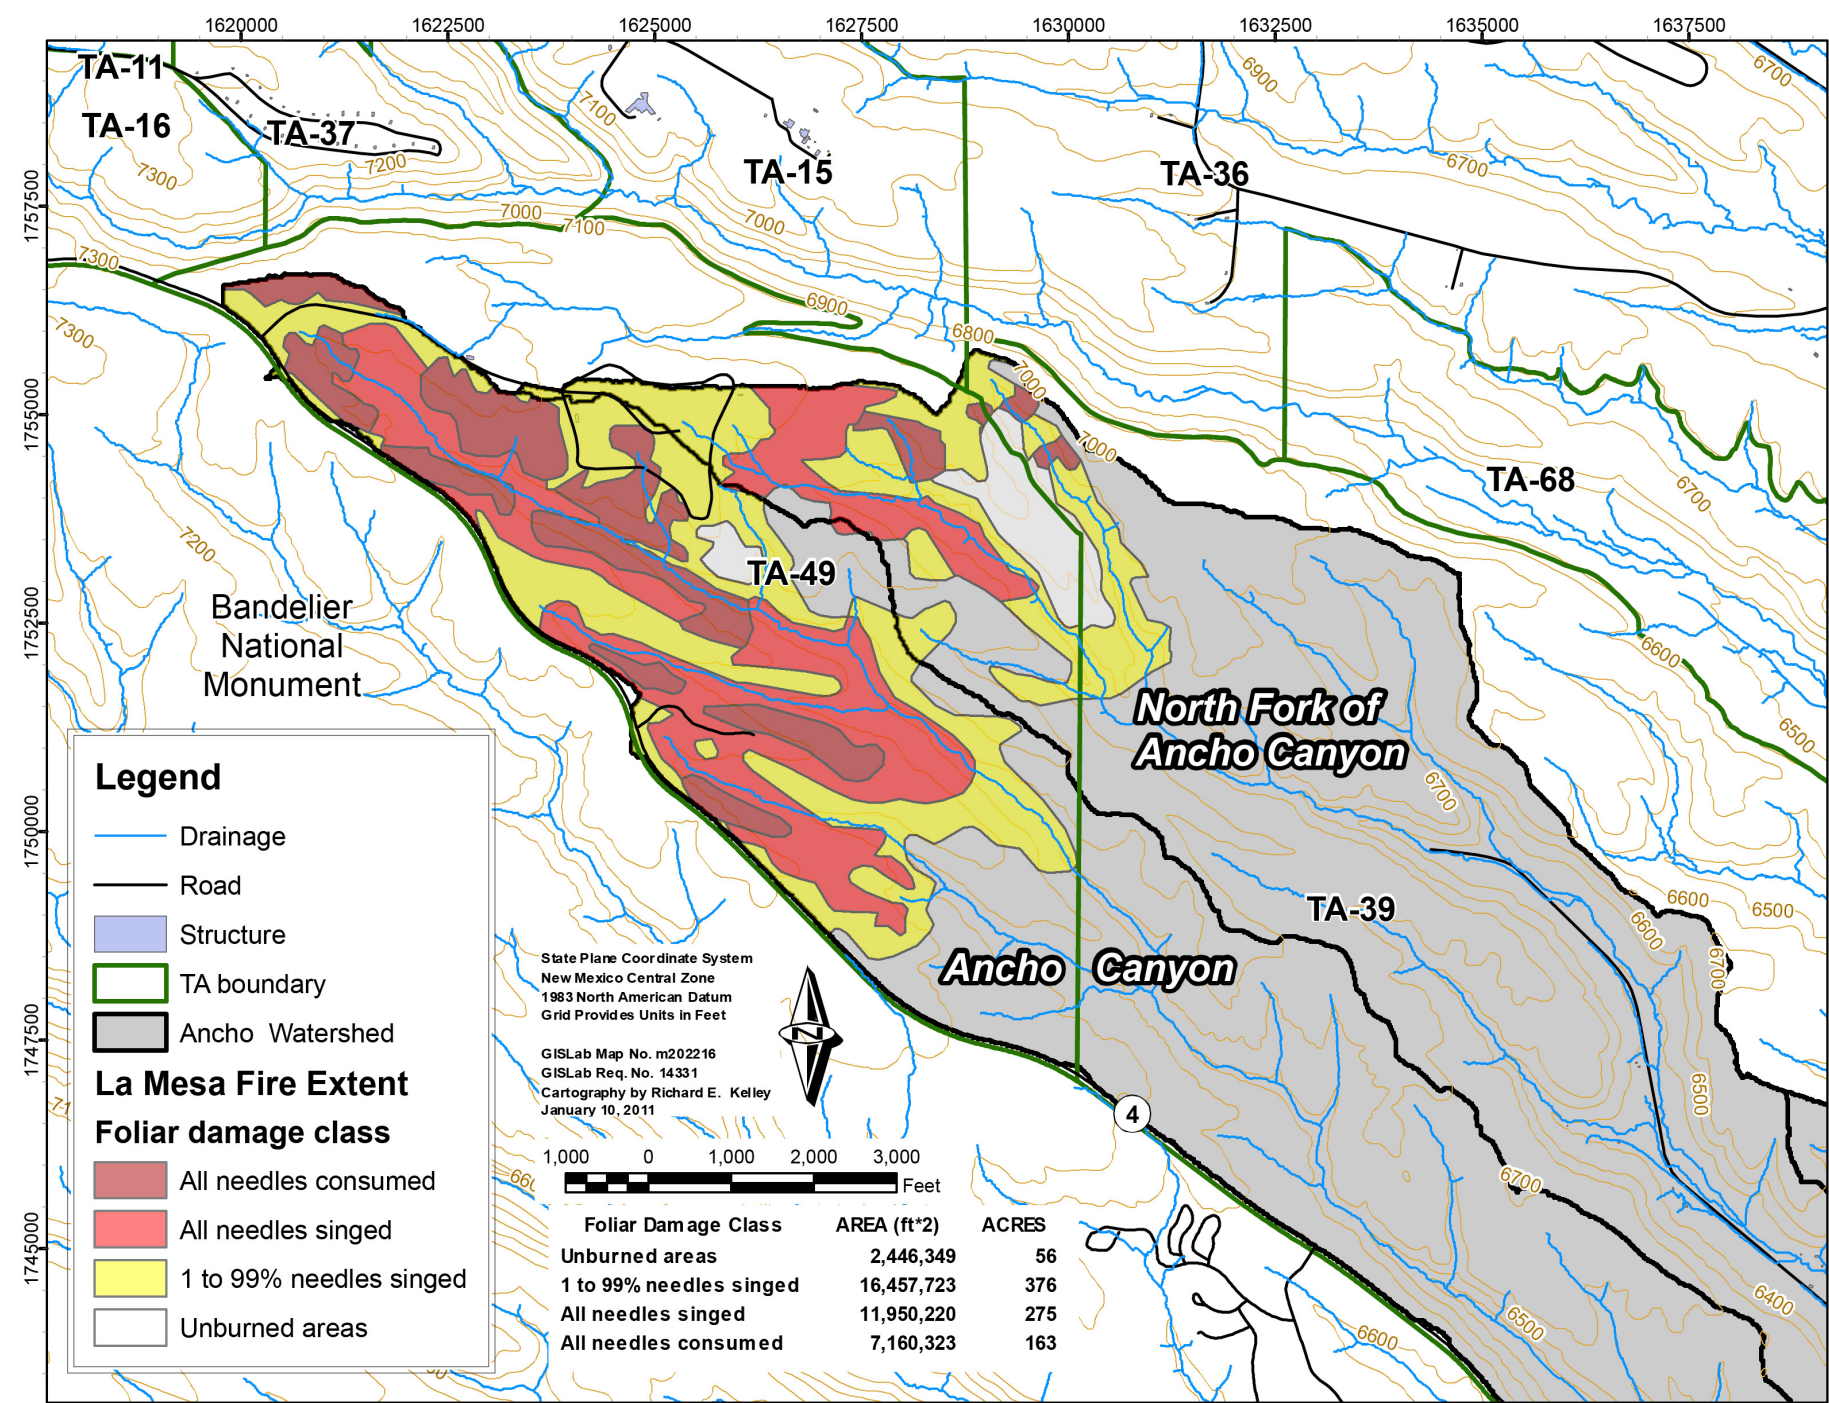 1620000 1622500 1625000 1627500 1630000 1632500 1635000 1637500
TA-11
6900
6700
7100
TA-16
TA-37
7200
TA-15
TA-36
6700
7300
1757500
7000
7100
7000
7300
6900
6800
7300
7000
1755000
7000
TA-68
6700
7200
TA-49
Bandelier
National
Monument
1752500
6600
North Fork of
Ancho Canyon
6500
6700
1750000
6600
6500
TA-39
6600
6700
Ancho Canyon
1747500
6500
Legend
Drainage
Road
Structure
TA boundary
Ancho Watershed
La Mesa Fire Extent
Foliar damage class
All needles consumed
All needles singed
1 to 99% needles singed
Unburned areas
State Plane Coordinate System
New Mexico Central Zone
1983 North American Datum
Grid Provides Units in Feet
GISLab Map No. m202216
GISLab Req. No. 14331
Cartography by Richard E. Kelley
January 10, 2011
4
1,000 0 1,000 2,000 3,000
Feet
6700
Foliar Damage Class AREA (ft*2) ACRES
Unburned areas 2,446,349 56
1 to 99% needles singed 16,457,723 376
All needles singed 11,950,220 275
All needles consumed 7,160,323 163
1745000
6400
6500
6600